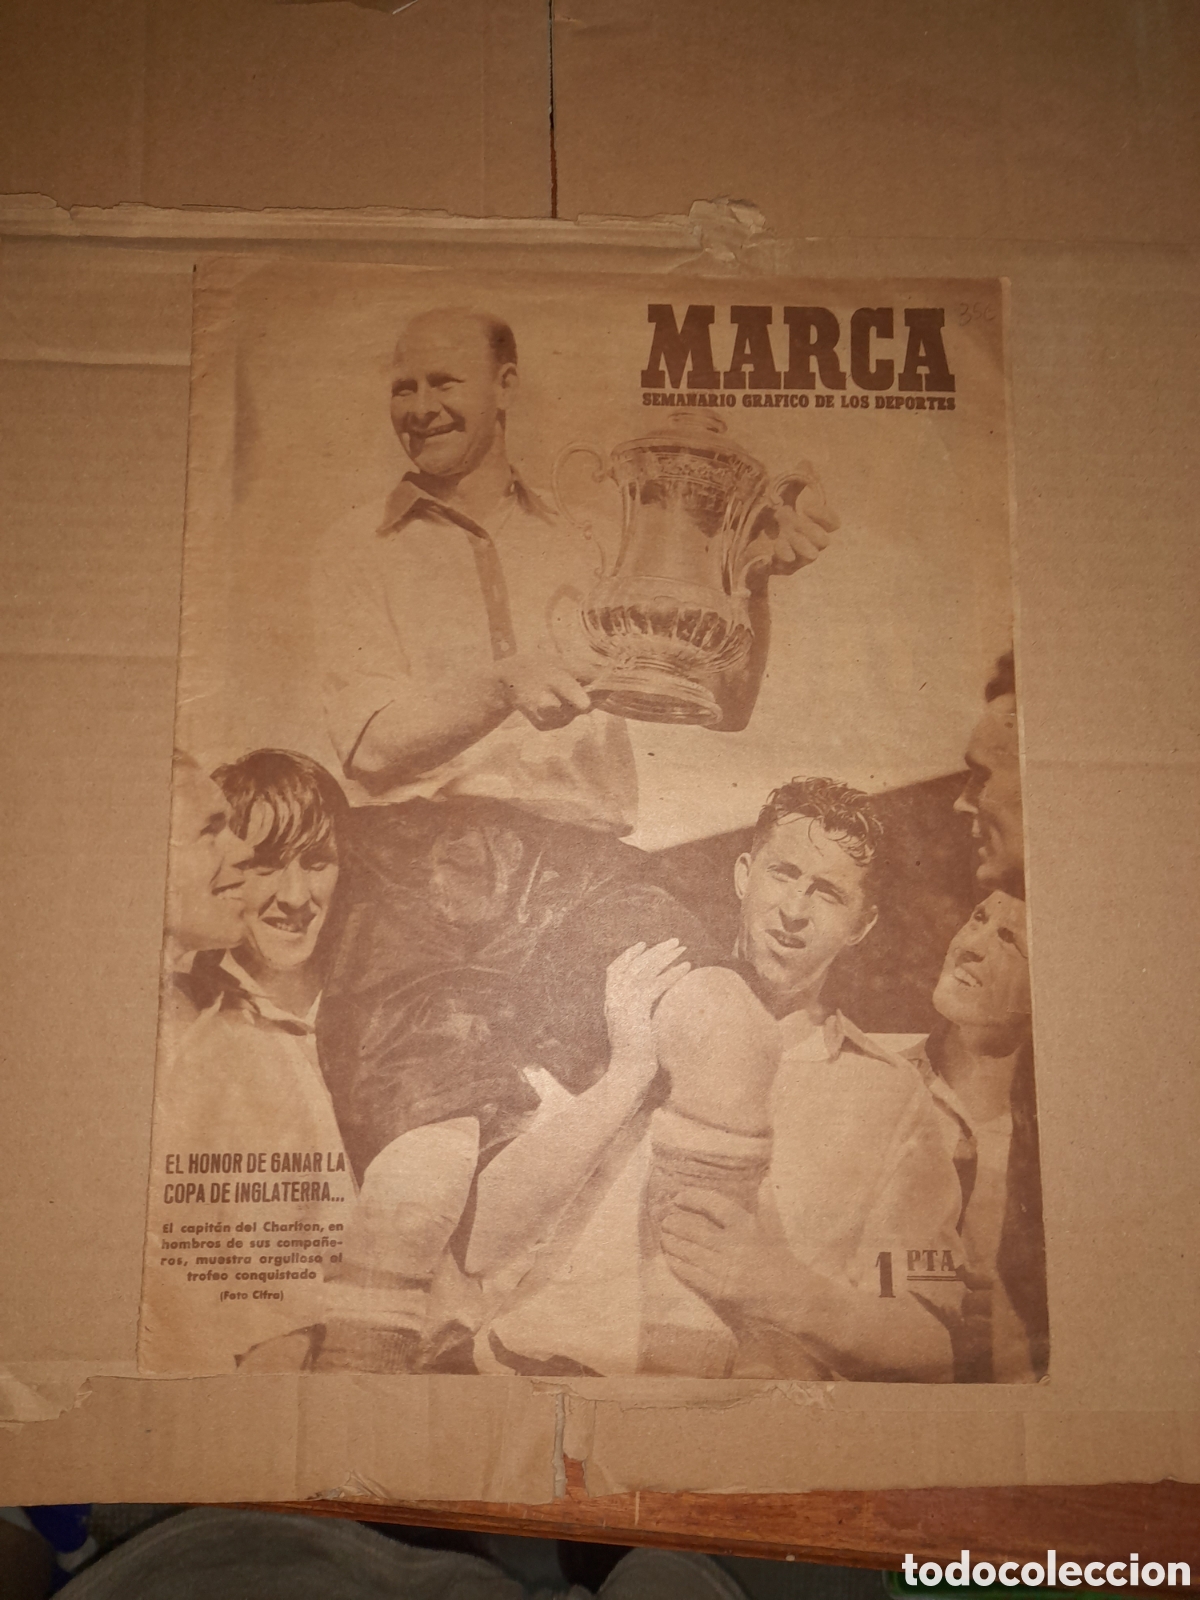 MARCA
35c
SEMANARIO GRAFICO DE LOS DEPORTES
EL HONOR DE GANAR LA
COPA DE INGLATERRA...
El capitán del Charlton, en
hombros de sus compañe-
ros, muestra orgulloso el
trofeo conquistado
(Foto Cifra)
1 PTA
todocoleccion